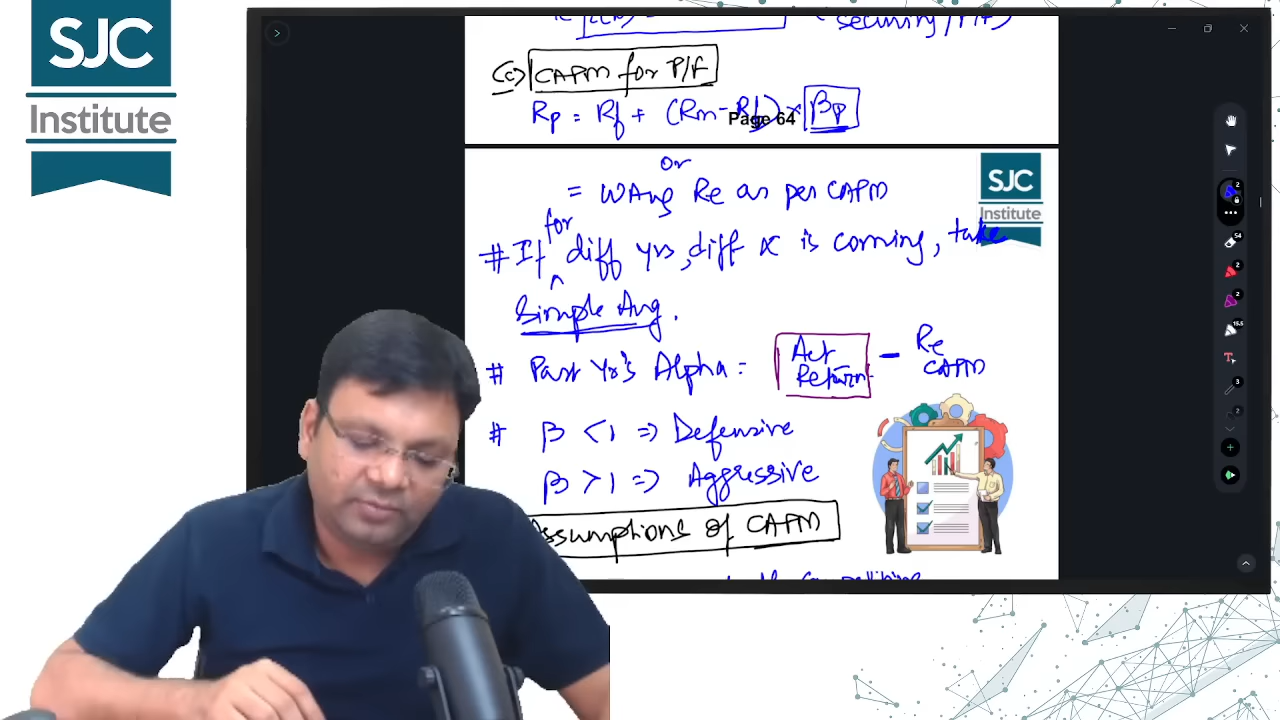 SJC
Institute
security/P/f)
(c) CAPM for P/f
Rp = Rf + (Rm - Rf) × βp
Page 64
or
= WAvg Re as per CAPM
SJC
Institute
for
# If ^ diff yrs, diff α is coming, take
Simple Avg.
# Past Yr's Alpha = Act Return - Re CAPM
# β < 1 => Defensive
β > 1 => Aggressive
Assumptions of CAPM